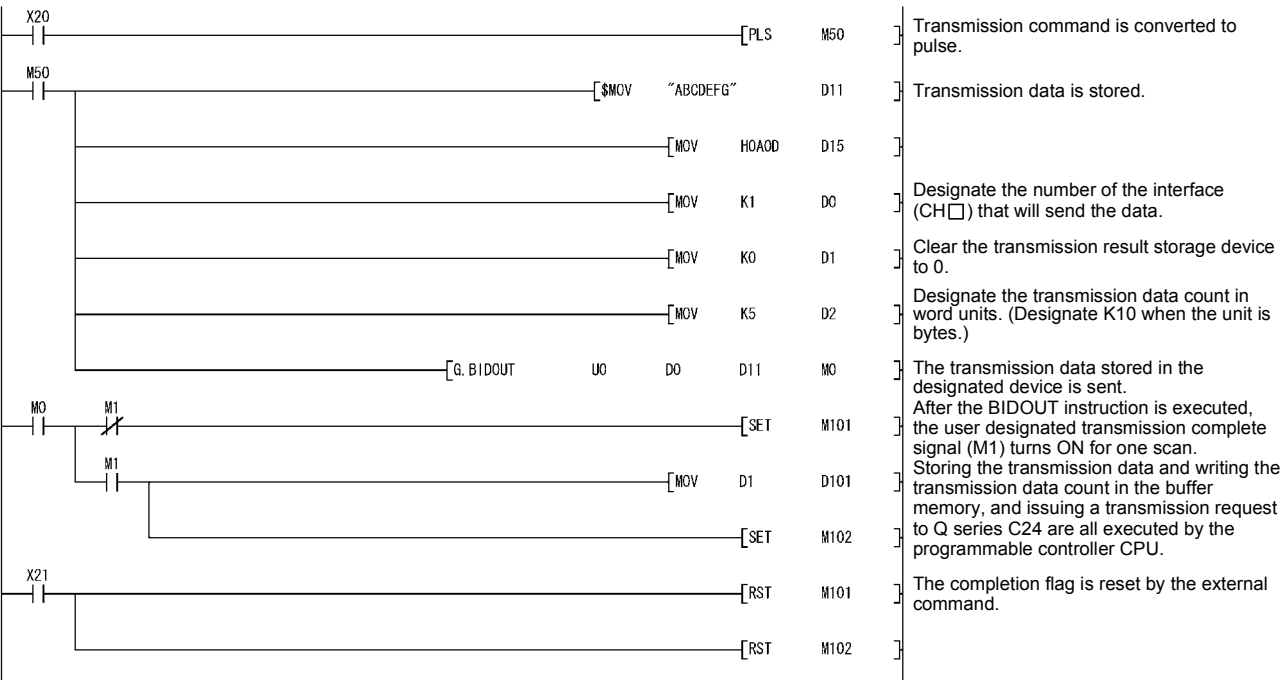 X20
[PLS M50 ]
Transmission command is converted to
pulse.
M50
[$MOV "ABCDEFG" D11 ]
Transmission data is stored.
[MOV H0A0D D15 ]
[MOV K1 D0 ]
Designate the number of the interface
(CH□) that will send the data.
[MOV K0 D1 ]
Clear the transmission result storage device
to 0.
[MOV K5 D2 ]
Designate the transmission data count in
word units. (Designate K10 when the unit is
bytes.)
[G.BIDOUT U0 D0 D11 M0 ]
The transmission data stored in the
designated device is sent.
M0 M1
[SET M101 ]
After the BIDOUT instruction is executed,
the user designated transmission complete
signal (M1) turns ON for one scan.
M1
[MOV D1 D101 ]
Storing the transmission data and writing the
transmission data count in the buffer
memory, and issuing a transmission request
[SET M102 ]
to Q series C24 are all executed by the
programmable controller CPU.
X21
[RST M101 ]
The completion flag is reset by the external
command.
[RST M102 ]